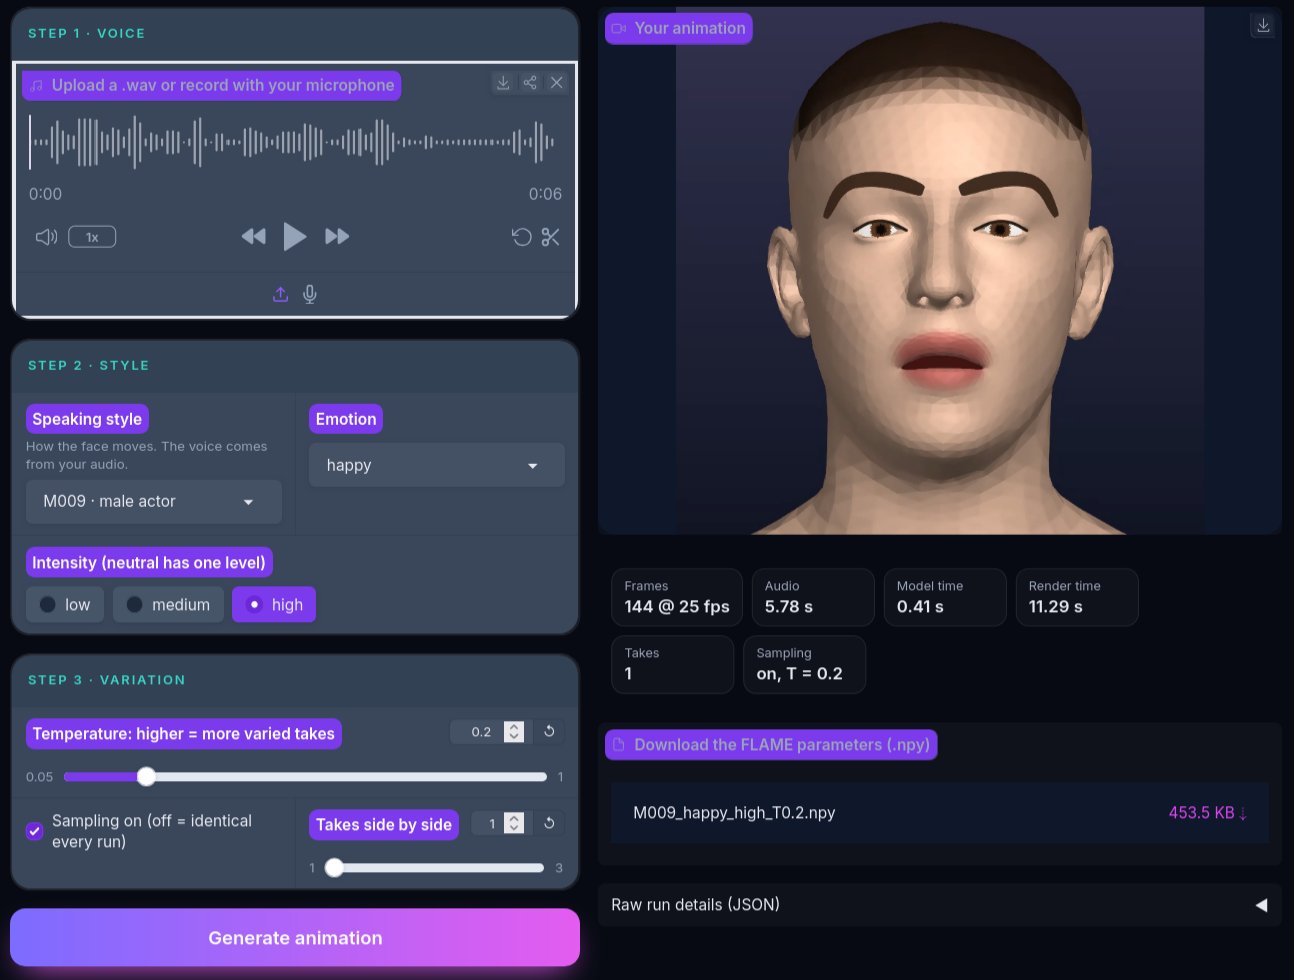 STEP 1 · VOICE
Upload a .wav or record with your microphone
0:00
0:06
1x
STEP 2 · STYLE
Speaking style
How the face moves. The voice comes
from your audio.
M009 · male actor
Emotion
happy
Intensity (neutral has one level)
low
medium
high
STEP 3 · VARIATION
Temperature: higher = more varied takes
0.2
0.05
1
Sampling on (off = identical
every run)
Takes side by side
1
1
3
Generate animation
Your animation
Frames
144 @ 25 fps
Audio
5.78 s
Model time
0.41 s
Render time
11.29 s
Takes
1
Sampling
on, T = 0.2
Download the FLAME parameters (.npy)
M009_happy_high_T0.2.npy
453.5 KB ↓
Raw run details (JSON)